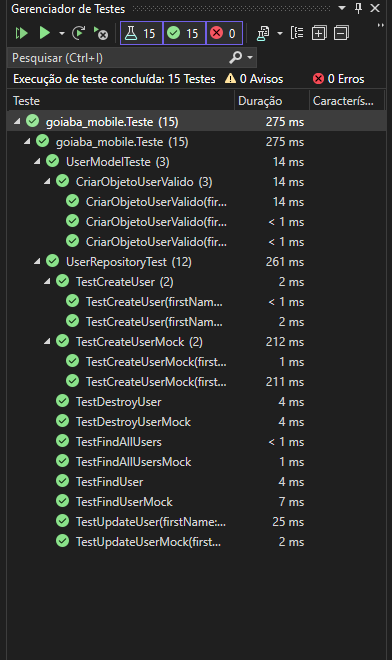 Gerenciador de Testes
15 15 0
Pesquisar (Ctrl+I)
Execução de teste concluída: 15 Testes 0 Avisos 0 Erros
Teste Duração Caracterís...
goiaba_mobile.Teste (15) 275 ms
goiaba_mobile.Teste (15) 275 ms
UserModelTeste (3) 14 ms
CriarObjetoUserValido (3) 14 ms
CriarObjetoUserValido(fir... 14 ms
CriarObjetoUserValido(fir... < 1 ms
CriarObjetoUserValido(fir... < 1 ms
UserRepositoryTest (12) 261 ms
TestCreateUser (2) 2 ms
TestCreateUser(firstNam... < 1 ms
TestCreateUser(firstNam... 2 ms
TestCreateUserMock (2) 212 ms
TestCreateUserMock(first... 1 ms
TestCreateUserMock(first... 211 ms
TestDestroyUser 4 ms
TestDestroyUserMock 4 ms
TestFindAllUsers < 1 ms
TestFindAllUsersMock 1 ms
TestFindUser 4 ms
TestFindUserMock 7 ms
TestUpdateUser(firstName:... 25 ms
TestUpdateUserMock(first... 2 ms